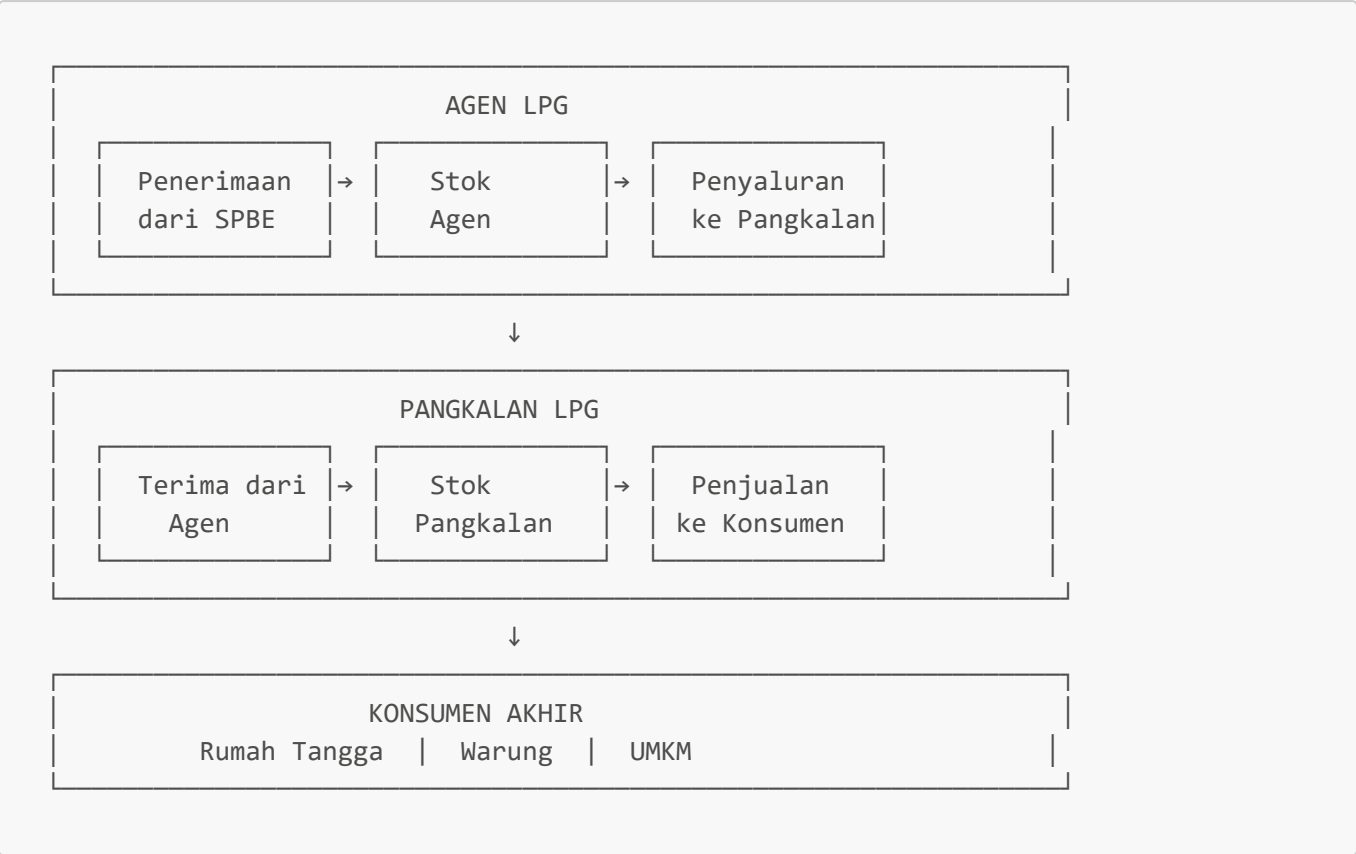 AGEN LPG
Penerimaan → Stok → Penyaluran
dari SPBE Agen ke Pangkalan
↓
PANGKALAN LPG
Terima dari → Stok → Penjualan
Agen Pangkalan ke Konsumen
↓
KONSUMEN AKHIR
Rumah Tangga | Warung | UMKM